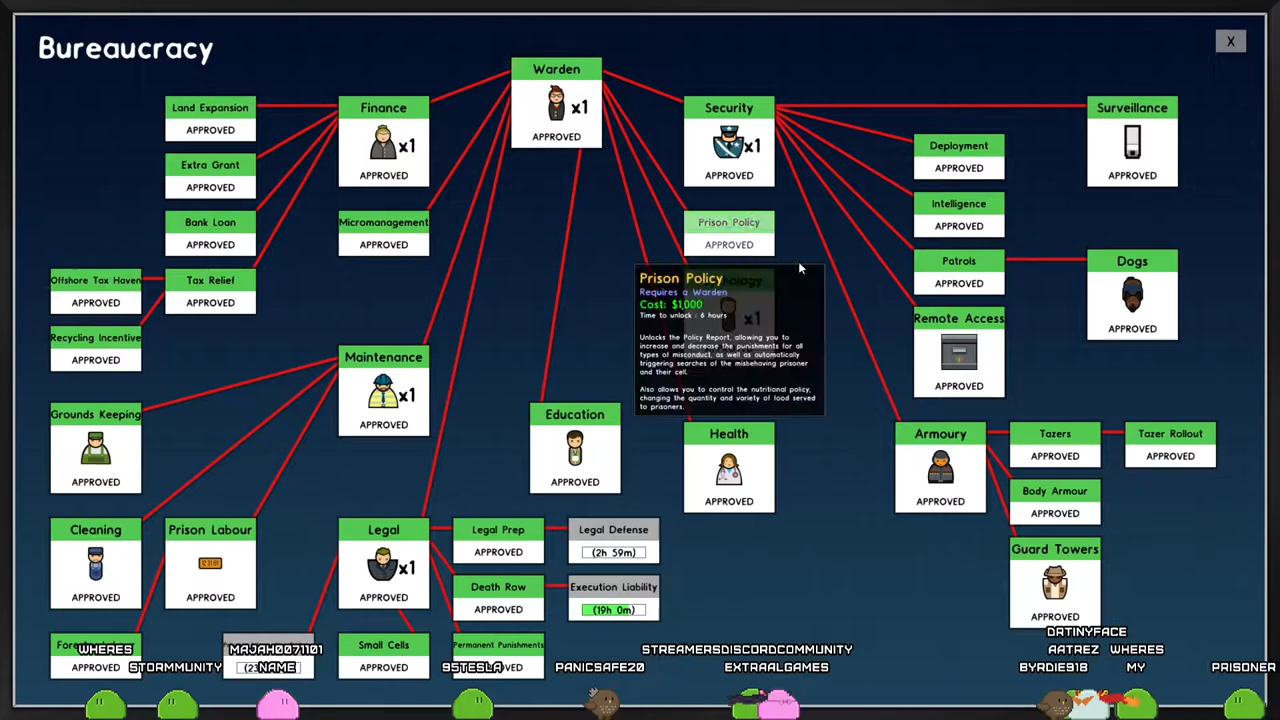 Bureaucracy
X
Warden
x1
APPROVED
Land Expansion
APPROVED
Finance
x1
APPROVED
Security
x1
APPROVED
Surveillance
APPROVED
Deployment
APPROVED
Extra Grant
APPROVED
Intelligence
APPROVED
Bank Loan
APPROVED
Micromanagement
APPROVED
Prison Policy
APPROVED
Patrols
APPROVED
Dogs
APPROVED
Offshore Tax Haven
APPROVED
Tax Relief
APPROVED
Prison Policy
Requires a Warden
Cost: $1,000
Time to unlock : 6 hours
Unlocks the Policy Report, allowing you to
increase and decrease the punishments for all
types of misconduct, as well as automatically
triggering searches of the misbehaving prisoner
and their cell.
Also allows you to control the nutritional policy,
changing the quantity and variety of food served
to prisoners.
x1
Remote Access
APPROVED
Recycling Incentive
APPROVED
Maintenance
x1
APPROVED
Grounds Keeping
APPROVED
Education
APPROVED
Health
APPROVED
Armoury
APPROVED
Tazers
APPROVED
Tazer Rollout
APPROVED
Body Armour
APPROVED
Guard Towers
APPROVED
Cleaning
APPROVED
Prison Labour
APPROVED
Legal
x1
APPROVED
Legal Prep
APPROVED
Legal Defense
(2h 59m)
Death Row
APPROVED
Execution Liability
(19h 0m)
APPROVED
Small Cells
APPROVED
Permanent Punishments
APPROVED
WHERES
STORMMUNITY
MAJAH0071101
NAME
95TESLA
PANICSAFE20
STREAMERSDISCORDCOMMUNITY
EXTRAALGAMES
DRTINYFACE
AATREZ
WHERES
BYRDIE918
MY
PRISONER